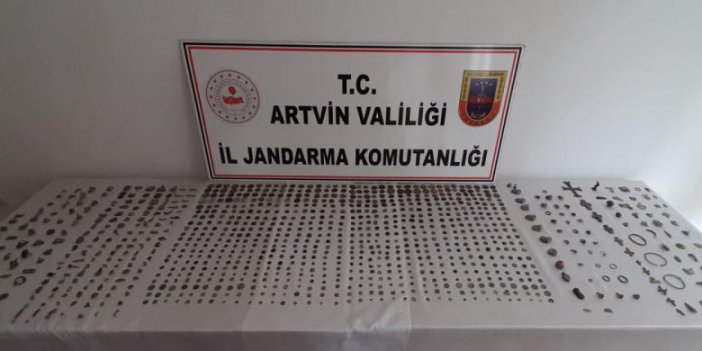 T.C.
ARTVİN VALİLİĞİ
İL JANDARMA KOMUTANLIĞI